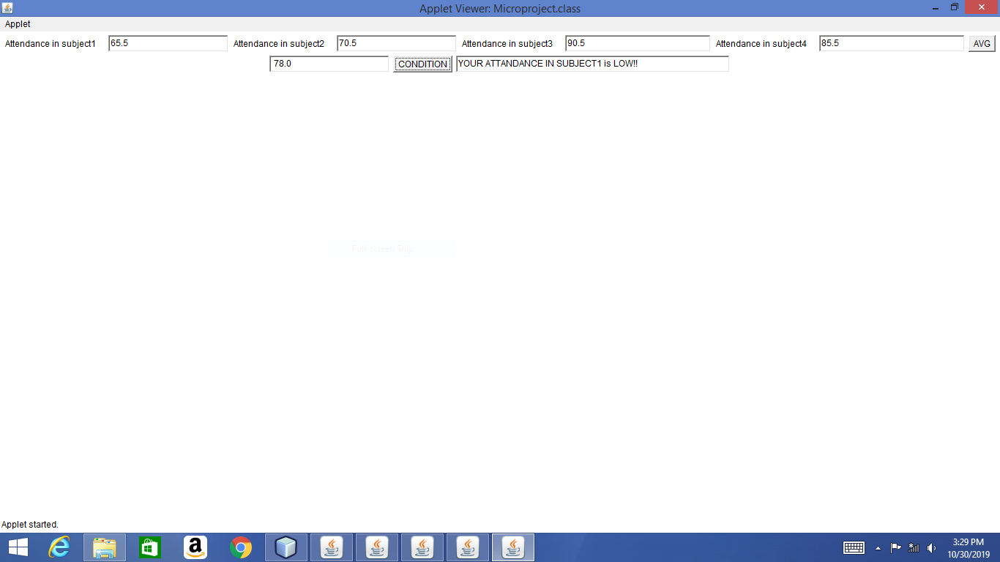 Applet Viewer: Microproject.class
Applet
Attendance in subject1 65.5 Attendance in subject2 70.5 Attendance in subject3 90.5 Attendance in subject4 85.5 AVG
78.0 CONDITION YOUR ATTANDANCE IN SUBJECT1 is LOW!!
Full-screen Snip
Applet started.
a
3:29 PM
10/30/2019